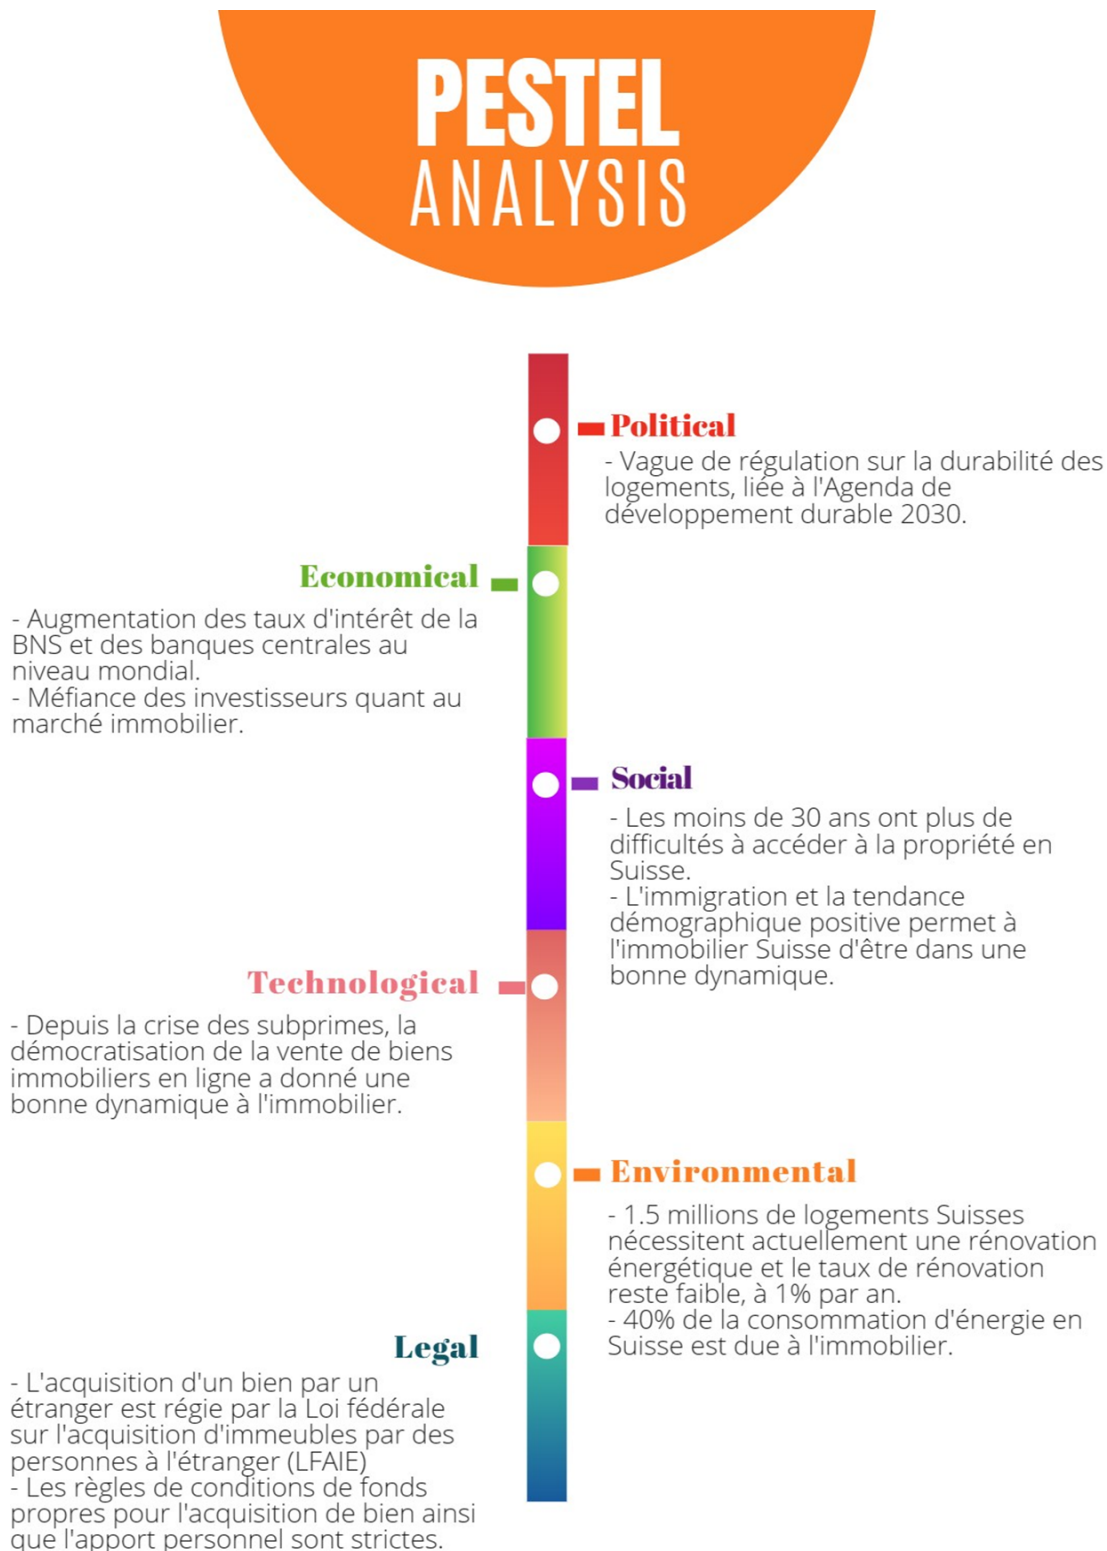 PESTEL
ANALYSIS
Political
- Vague de régulation sur la durabilité des
logements, liée à l'Agenda de
développement durable 2030.
Economical
- Augmentation des taux d'intérêt de la
BNS et des banques centrales au
niveau mondial.
- Méfiance des investisseurs quant au
marché immobilier.
Social
- Les moins de 30 ans ont plus de
difficultés à accéder à la propriété en
Suisse.
- L'immigration et la tendance
démographique positive permet à
l'immobilier Suisse d'être dans une
bonne dynamique.
Technological
- Depuis la crise des subprimes, la
démocratisation de la vente de biens
immobiliers en ligne a donné une
bonne dynamique à l'immobilier.
Environmental
- 1.5 millions de logements Suisses
nécessitent actuellement une rénovation
énergétique et le taux de rénovation
reste faible, à 1% par an.
- 40% de la consommation d'énergie en
Suisse est due à l'immobilier.
Legal
- L'acquisition d'un bien par un
étranger est régie par la Loi fédérale
sur l'acquisition d'immeubles par des
personnes à l'étranger (LFAIE)
- Les règles de conditions de fonds
propres pour l'acquisition de bien ainsi
que l'apport personnel sont strictes.